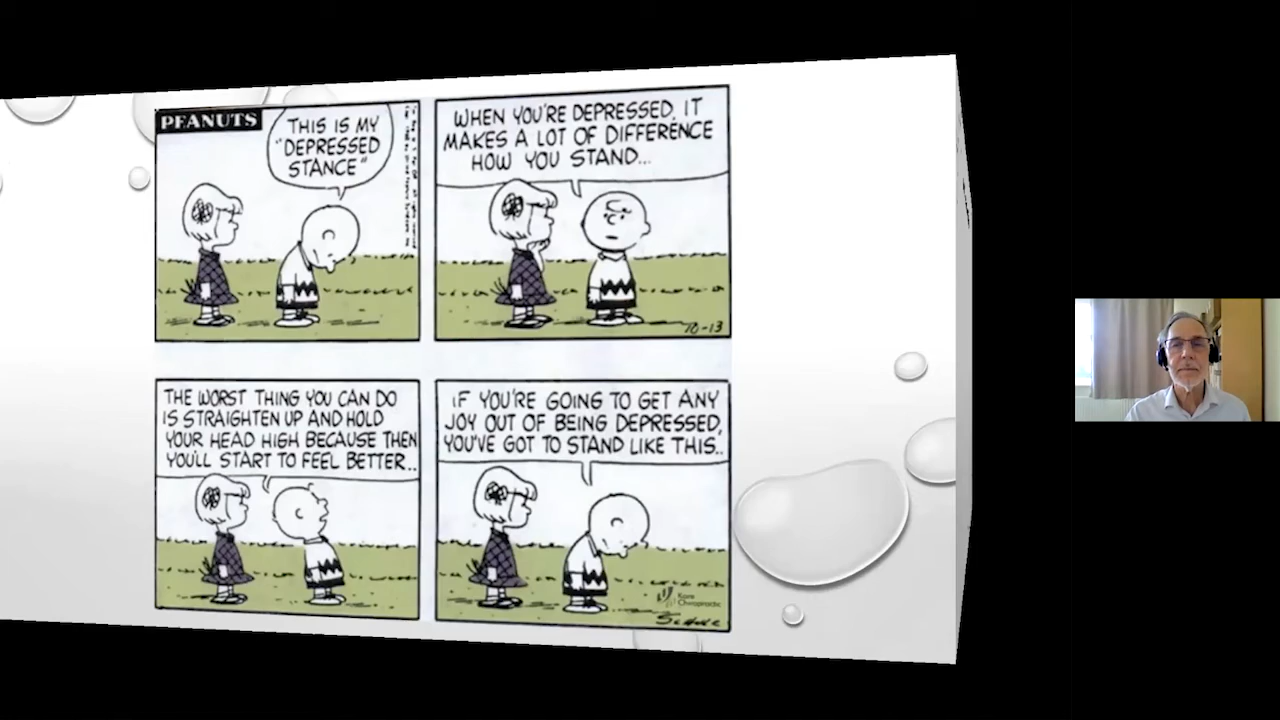 PEANUTS
THIS IS MY
"DEPRESSED
STANCE"
WHEN YOU'RE DEPRESSED, IT
MAKES A LOT OF DIFFERENCE
HOW YOU STAND...
10-13
THE WORST THING YOU CAN DO
IS STRAIGHTEN UP AND HOLD
YOUR HEAD HIGH BECAUSE THEN
YOU'LL START TO FEEL BETTER..
IF YOU'RE GOING TO GET ANY
JOY OUT OF BEING DEPRESSED,
YOU'VE GOT TO STAND LIKE THIS..
Kore
Chiropractic
Schulz